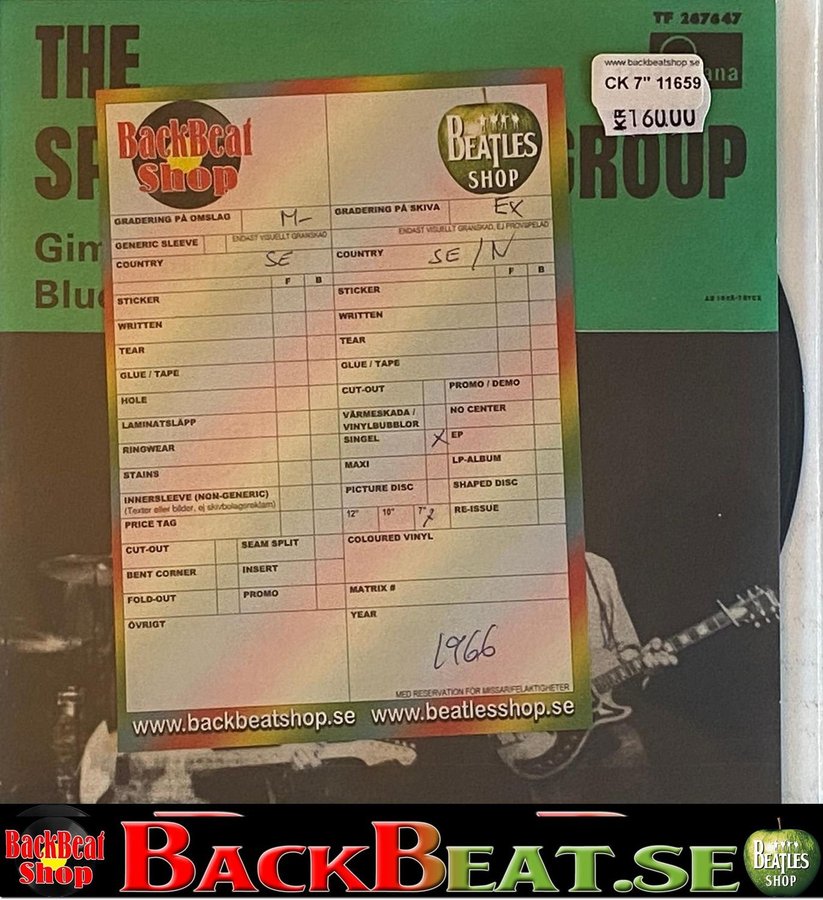 TF 267647
THE
www.backbeatshop.se
CK 7" 11659
KR160.00
ana
SP
GROUP
Gim
Blue
BackBeat
Shop
BEATLES
SHOP
GRADERING PÅ OMSLAG M-
GENERIC SLEEVE
ENDAST VISUELLT GRANSKAD
COUNTRY SE
F B
STICKER
WRITTEN
TEAR
GLUE / TAPE
HOLE
LAMINATSLÄPP
RINGWEAR
STAINS
INNERSLEEVE (NON-GENERIC)
(Texter eller bilder, ej skivbolagsreklam)
PRICE TAG
CUT-OUT SEAM SPLIT
BENT CORNER INSERT
FOLD-OUT PROMO
ÖVRIGT
GRADERING PÅ SKIVA EX
ENDAST VISUELLT GRANSKAD, EJ PROVSPELAD
COUNTRY SE/N
F B
STICKER
WRITTEN
TEAR
GLUE / TAPE
CUT-OUT PROMO / DEMO
VÄRMESKADA /
VINYLBUBBLOR NO CENTER
SINGEL X EP
MAXI LP-ALBUM
PICTURE DISC SHAPED DISC
12" 10" 7" X RE-ISSUE
COLOURED VINYL
MATRIX #
YEAR
1966
MED RESERVATION FÖR MISSAR/FELAKTIGHETER
www.backbeatshop.se www.beatlesshop.se
BackBeat
Shop
BACKBEAT.SE
BEATLES
SHOP